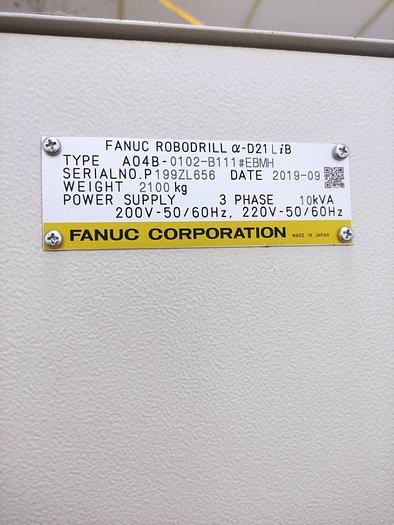 FANUC ROBODRILL α-D21LiB
TYPE A04B-0102-B111#EBMH
SERIALNO.P199ZL656 DATE 2019-09
WEIGHT 2100kg
POWER SUPPLY 3 PHASE 10kVA
200V-50/60Hz, 220V-50/60Hz
FANUC CORPORATION MADE IN JAPAN